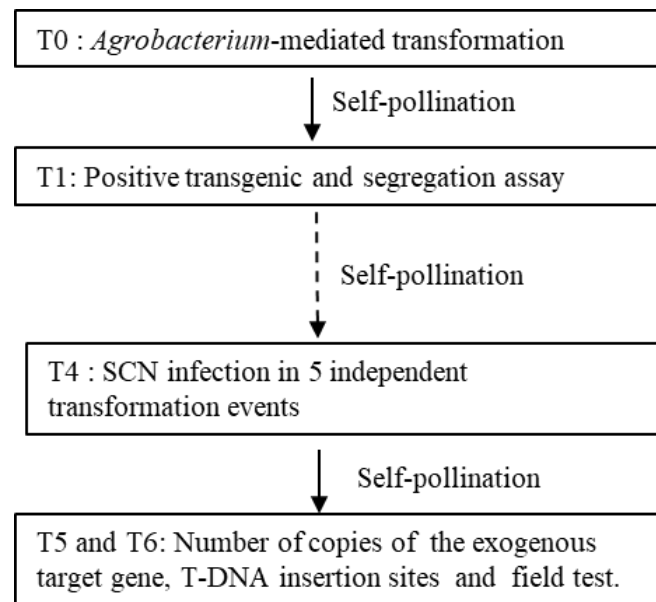 T0 : Agrobacterium-mediated transformation
Self-pollination
T1: Positive transgenic and segregation assay
Self-pollination
T4 : SCN infection in 5 independent
transformation events
Self-pollination
T5 and T6: Number of copies of the exogenous
target gene, T-DNA insertion sites and field test.